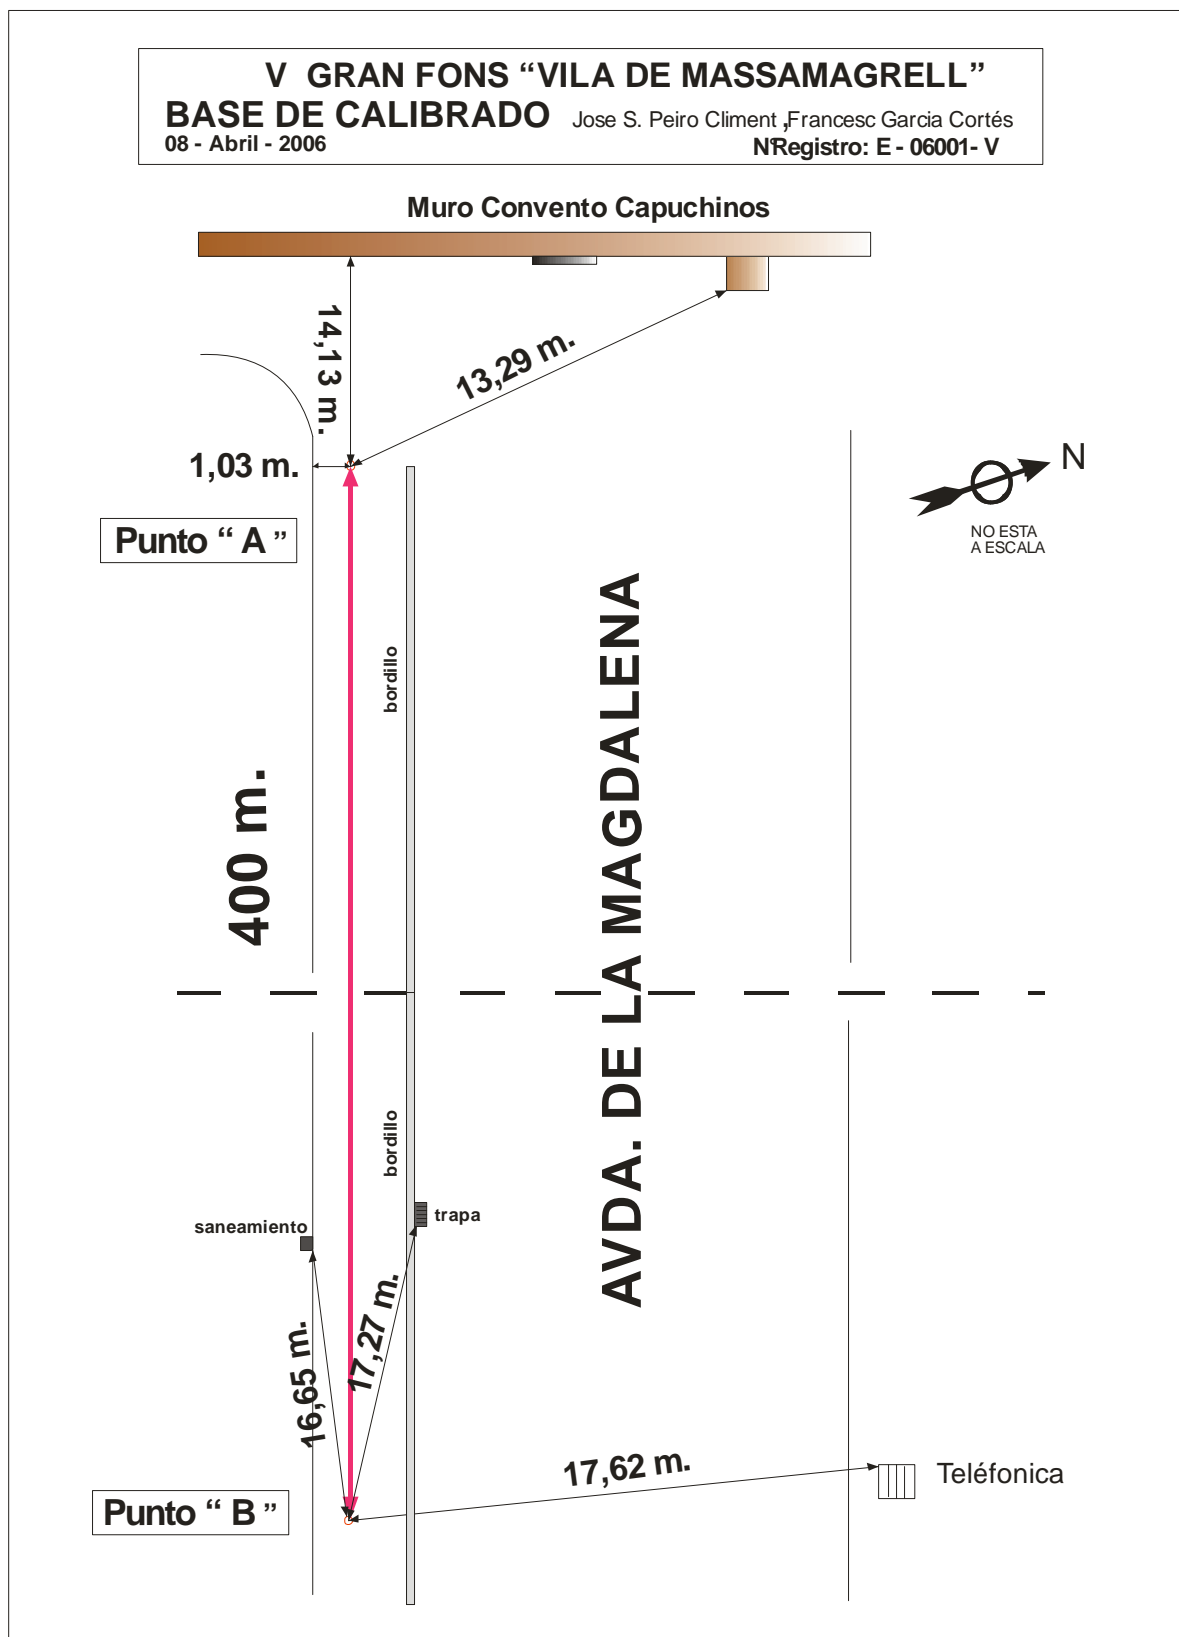 V GRAN FONS “VILA DE MASSAMAGRELL”
BASE DE CALIBRADO Jose S. Peiro Climent ,Francesc Garcia Cortés
08 - Abril - 2006 NºRegistro: E - 06001- V
Muro Convento Capuchinos
14,13 m.
13,29 m.
1,03 m.
N
NO ESTA
A ESCALA
Punto “ A ”
bordillo
400 m.
AVDA. DE LA MAGDALENA
bordillo
saneamiento
trapa
16,65 m.
17,27 m.
17,62 m.
Teléfonica
Punto “ B ”